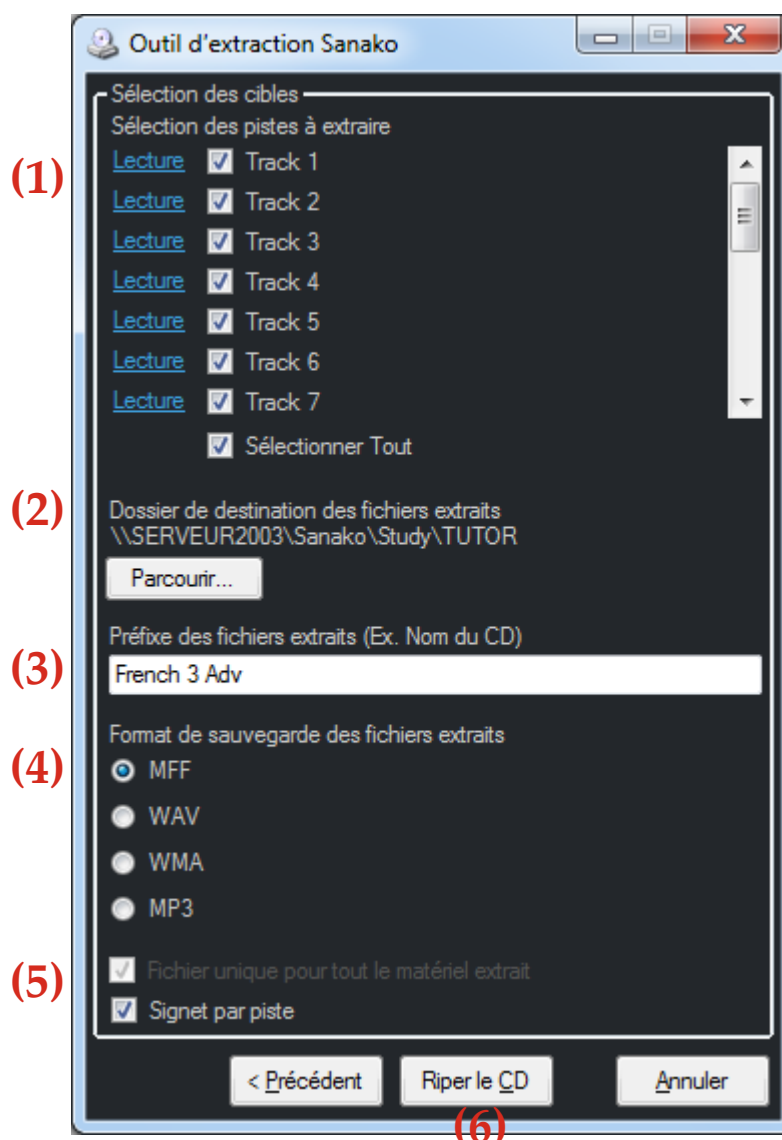 Outil d'extraction Sanako
Sélection des cibles
Sélection des pistes à extraire
(1)
Lecture Track 1
Lecture Track 2
Lecture Track 3
Lecture Track 4
Lecture Track 5
Lecture Track 6
Lecture Track 7
Sélectionner Tout
(2)
Dossier de destination des fichiers extraits
\\SERVEUR2003\Sanako\Study\TUTOR
Parcourir...
Préfixe des fichiers extraits (Ex. Nom du CD)
(3)
French 3 Adv
Format de sauvegarde des fichiers extraits
(4)
MFF
WAV
WMA
MP3
(5)
Fichier unique pour tout le matériel extrait
Signet par piste
< Précédent Riper le CD Annuler
(6)